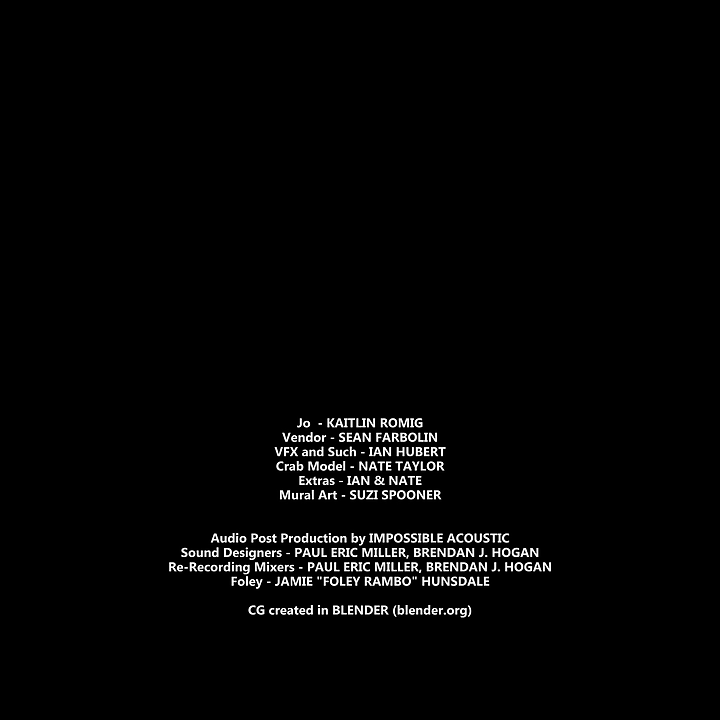 Jo  - KAITLIN ROMIG
Vendor - SEAN FARBOLIN
VFX and Such - IAN HUBERT
Crab Model - NATE TAYLOR
Extras - IAN & NATE
Mural Art - SUZI SPOONER
Audio Post Production by IMPOSSIBLE ACOUSTIC
Sound Designers - PAUL ERIC MILLER, BRENDAN J. HOGAN
Re-Recording Mixers - PAUL ERIC MILLER, BRENDAN J. HOGAN
Foley - JAMIE "FOLEY RAMBO" HUNSDALE
CG created in BLENDER (blender.org)